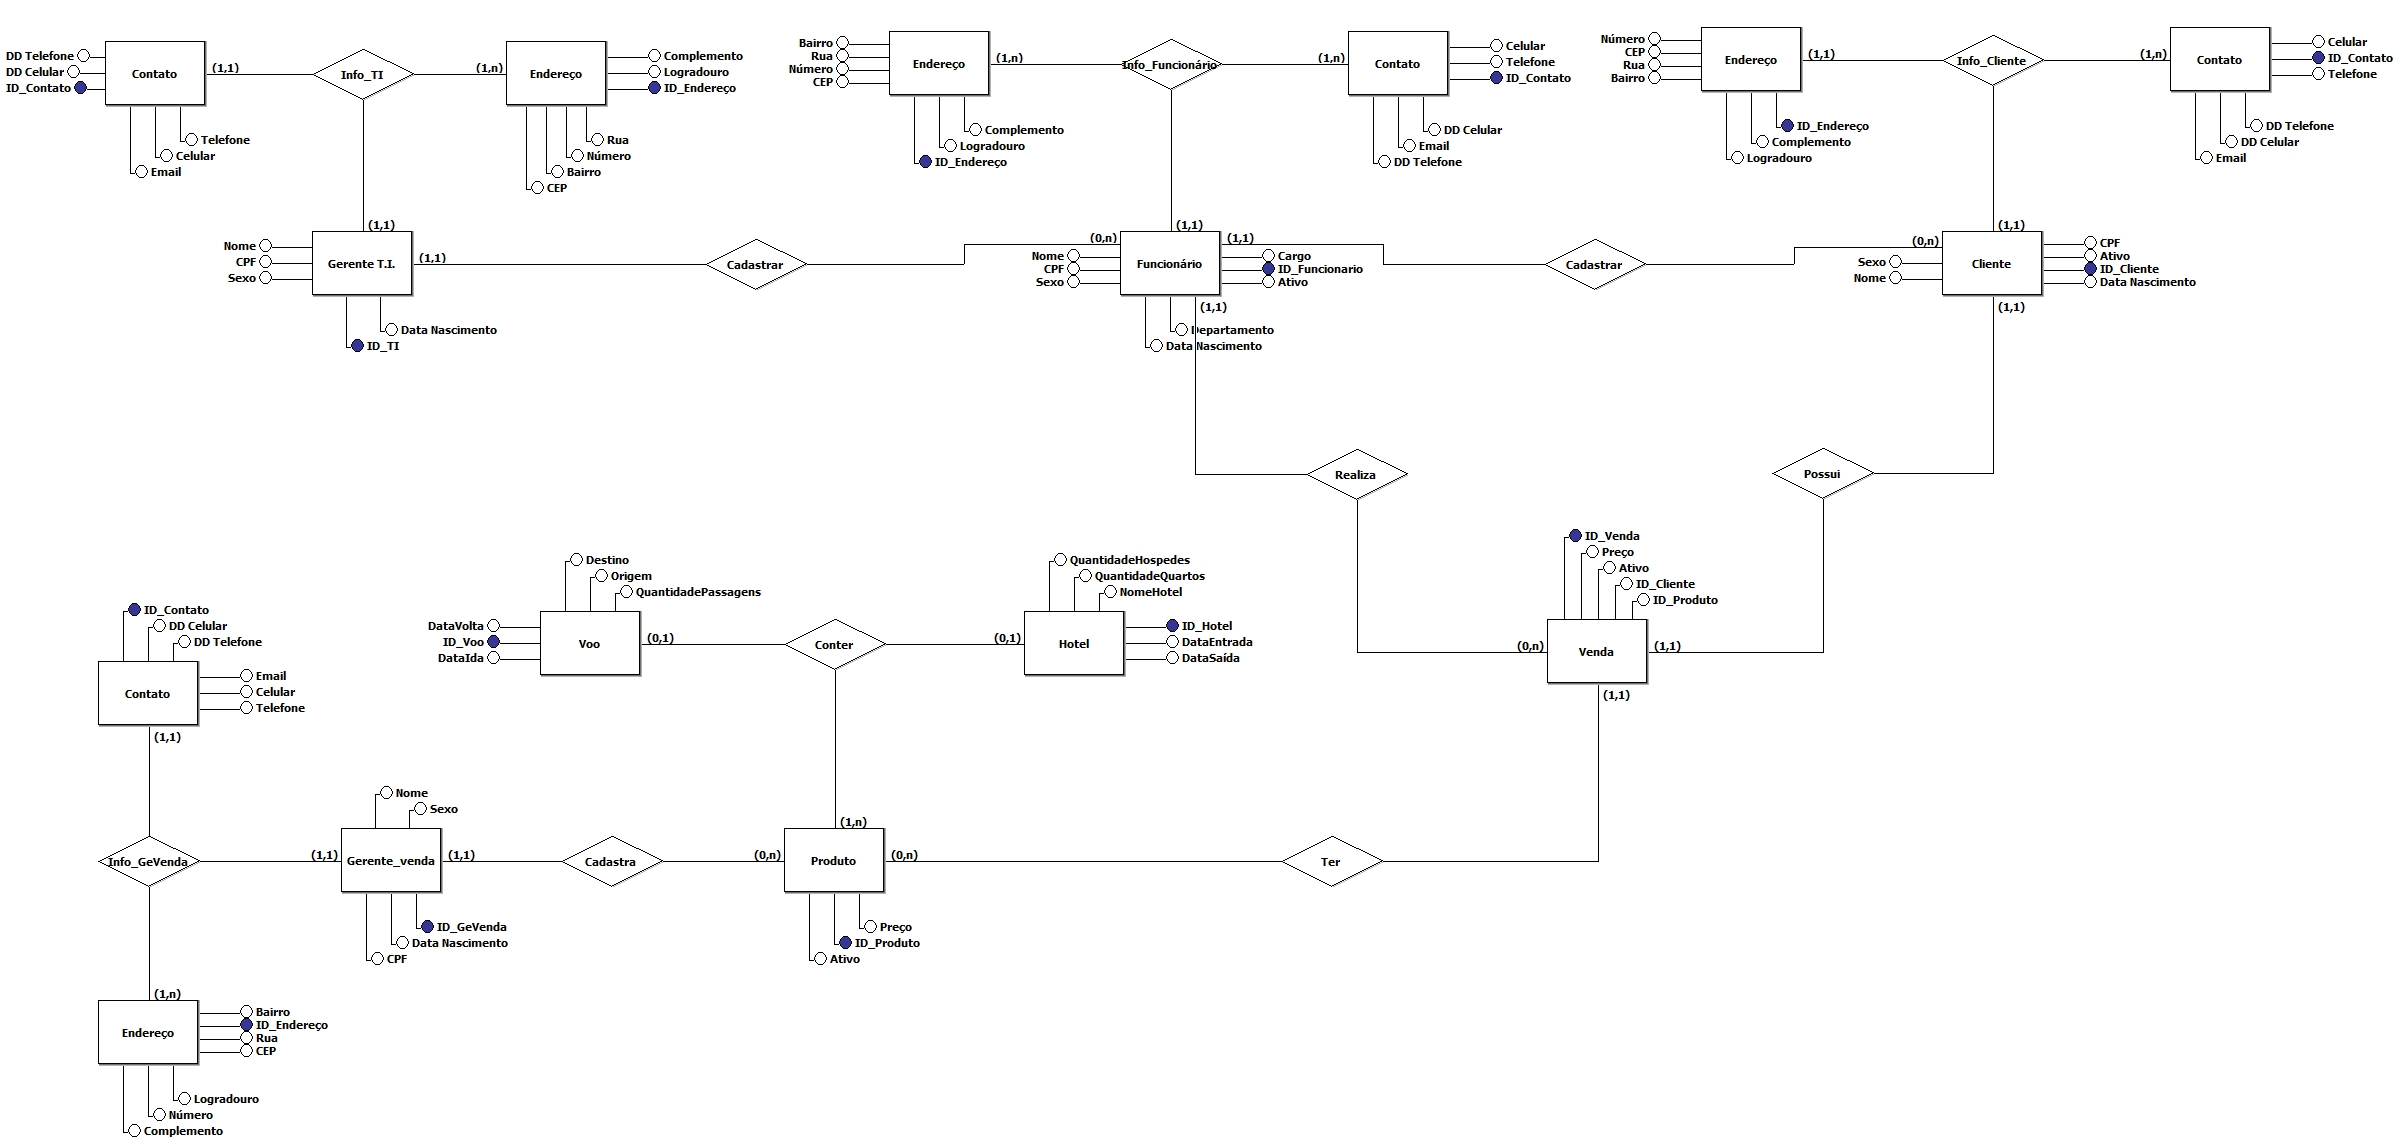 DD Telefone
DD Celular
ID_Contato
Contato
(1,1)
Telefone
Celular
Email
Info_TI
(1,n)
Endereço
Complemento
Logradouro
ID_Endereço
Rua
Número
Bairro
CEP
Bairro
Rua
Número
CEP
Endereço
(1,n)
Complemento
Logradouro
ID_Endereço
Info_Funcionário
(1,n)
Contato
Celular
Telefone
ID_Contato
DD Celular
Email
DD Telefone
Número
CEP
Rua
Bairro
Endereço
(1,1)
ID_Endereço
Complemento
Logradouro
Info_Cliente
(1,n)
Contato
Celular
ID_Contato
Telefone
DD Telefone
DD Celular
Email
(1,1)
Nome
CPF
Sexo
Gerente T.I.
(1,1)
Data Nascimento
ID_TI
Cadastrar
(0,n)
(1,1)
Nome
CPF
Sexo
Funcionário
(1,1)
Cargo
ID_Funcionario
Ativo
(1,1)
Departamento
Data Nascimento
Cadastrar
(0,n)
(1,1)
Sexo
Nome
Cliente
CPF
Ativo
ID_Cliente
Data Nascimento
(1,1)
Realiza
Possui
ID_Venda
Preço
Ativo
ID_Cliente
ID_Produto
(0,n)
Venda
(1,1)
(1,1)
Destino
Origem
QuantidadePassagens
DataVolta
ID_Voo
DataIda
Voo
(0,1)
Conter
QuantidadeHospedes
QuantidadeQuartos
NomeHotel
(0,1)
Hotel
ID_Hotel
DataEntrada
DataSaída
ID_Contato
DD Celular
DD Telefone
Contato
Email
Celular
Telefone
(1,1)
Nome
Sexo
Info_GeVenda
(1,1)
Gerente_venda
(1,1)
Cadastra
(1,n)
(0,n)
Produto
(0,n)
Ter
ID_GeVenda
Data Nascimento
CPF
Preço
ID_Produto
Ativo
(1,n)
Endereço
Bairro
ID_Endereço
Rua
CEP
Logradouro
Número
Complemento